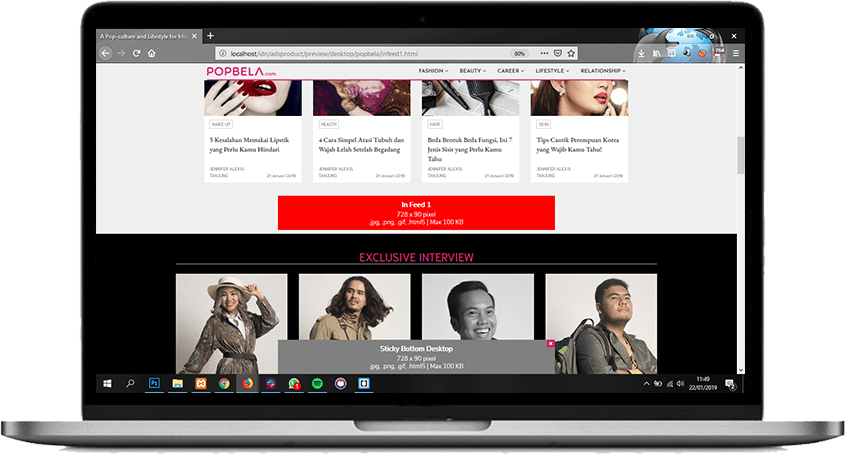 A Pop-culture and Lifestyle for Mi
localhost/idn/adsproduct/preview/desktop/popbela/infeed1.html
80%
764
POPBELA.com
FASHION
BEAUTY
CAREER
LIFESTYLE
RELATIONSHIP
MAKE UP
5 Kesalahan Memakai Lipstik
yang Perlu Kamu Hindari
JENNIFER ALEXIS
TANJUNG
21 Januari 2019
HEALTH
4 Cara Simpel Atasi Tubuh dan
Wajah Lelah Setelah Begadang
JENNIFER ALEXIS
TANJUNG
21 Januari 2019
HAIR
Beda Bentuk Beda Fungsi, Ini 7
Jenis Sisir yang Perlu Kamu
Tahu
JENNIFER ALEXIS
TANJUNG
21 Januari 2019
SKIN
Tips Cantik Perempuan Korea
yang Wajib Kamu Tahu!
JENNIFER ALEXIS
TANJUNG
21 Januari 2019
In Feed 1
728 x 90 pixel
.jpg, .png, .gif, .html5 | Max 100 KB
EXCLUSIVE INTERVIEW
Sticky Bottom Desktop
728 x 90 pixel
.jpg, .png, .gif, .html5 | Max 100 KB
Ps
11:49
22/01/2019
2